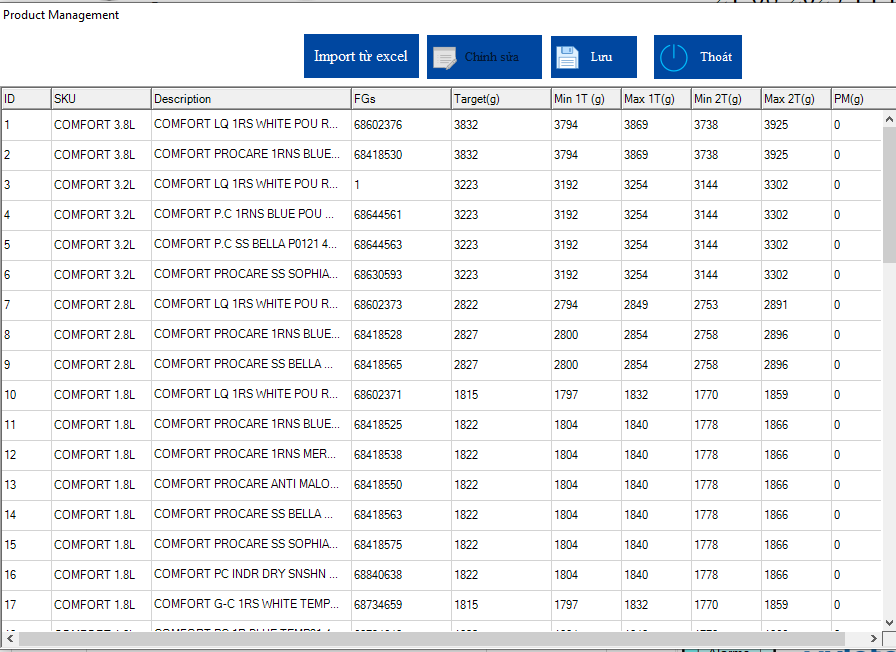 Product Management
Import từ excel Chỉnh sửa Lưu Thoát
ID SKU Description FGs Target(g) Min 1T (g) Max 1T(g) Min 2T(g) Max 2T(g) PM(g)
1 COMFORT 3.8L COMFORT LQ 1RS WHITE POU R... 68602376 3832 3794 3869 3738 3925 0
2 COMFORT 3.8L COMFORT PROCARE 1RNS BLUE... 68418530 3832 3794 3869 3738 3925 0
3 COMFORT 3.2L COMFORT LQ 1RS WHITE POU R... 1 3223 3192 3254 3144 3302 0
4 COMFORT 3.2L COMFORT P.C 1RNS BLUE POU ... 68644561 3223 3192 3254 3144 3302 0
5 COMFORT 3.2L COMFORT P.C SS BELLA P0121 4... 68644563 3223 3192 3254 3144 3302 0
6 COMFORT 3.2L COMFORT PROCARE SS SOPHIA... 68630593 3223 3192 3254 3144 3302 0
7 COMFORT 2.8L COMFORT LQ 1RS WHITE POU R... 68602373 2822 2794 2849 2753 2891 0
8 COMFORT 2.8L COMFORT PROCARE 1RNS BLUE... 68418528 2827 2800 2854 2758 2896 0
9 COMFORT 2.8L COMFORT PROCARE SS BELLA ... 68418565 2827 2800 2854 2758 2896 0
10 COMFORT 1.8L COMFORT LQ 1RS WHITE POU R... 68602371 1815 1797 1832 1770 1859 0
11 COMFORT 1.8L COMFORT PROCARE 1RNS BLUE... 68418525 1822 1804 1840 1778 1866 0
12 COMFORT 1.8L COMFORT PROCARE 1RNS MER... 68418538 1822 1804 1840 1778 1866 0
13 COMFORT 1.8L COMFORT PROCARE ANTI MALO... 68418550 1822 1804 1840 1778 1866 0
14 COMFORT 1.8L COMFORT PROCARE SS BELLA ... 68418563 1822 1804 1840 1778 1866 0
15 COMFORT 1.8L COMFORT PROCARE SS SOPHIA... 68418575 1822 1804 1840 1778 1866 0
16 COMFORT 1.8L COMFORT PC INDR DRY SNSHN ... 68840638 1822 1804 1840 1778 1866 0
17 COMFORT 1.8L COMFORT G-C 1RS WHITE TEMP... 68734659 1815 1797 1832 1770 1859 0